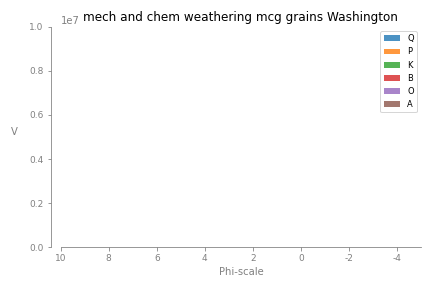 mech and chem weathering mcg grains Washington
1e7
1.0
0.8
0.6
0.4
0.2
0.0
V
Q
P
K
B
O
A
10 8 6 4 2 0 -2 -4
Phi-scale